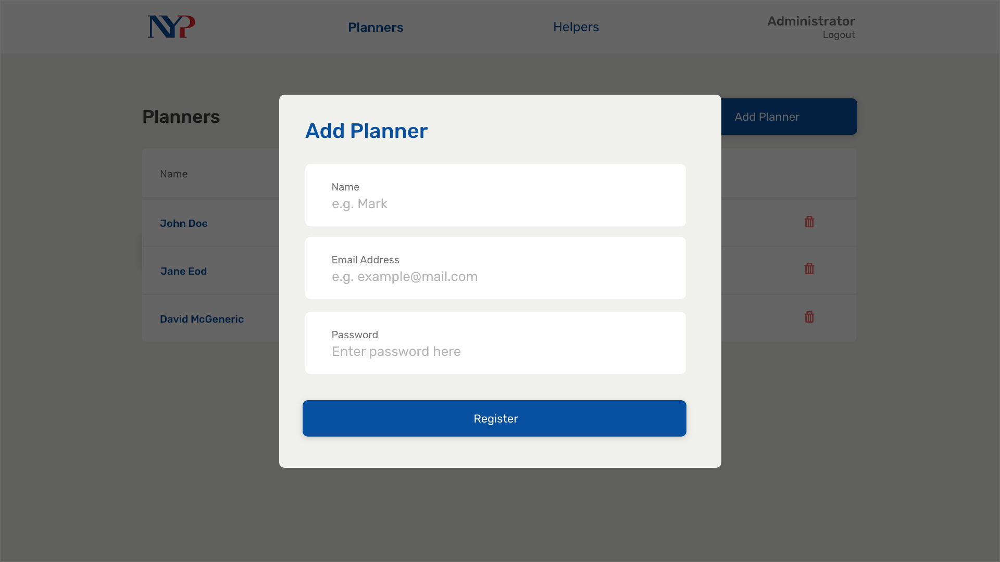 NYP
Planners
Helpers
Administrator
Logout
Planners
Add Planner
Name
John Doe
Jane Eod
David McGeneric
Add Planner
Name
e.g. Mark
Email Address
e.g. example@mail.com
Password
Enter password here
Register